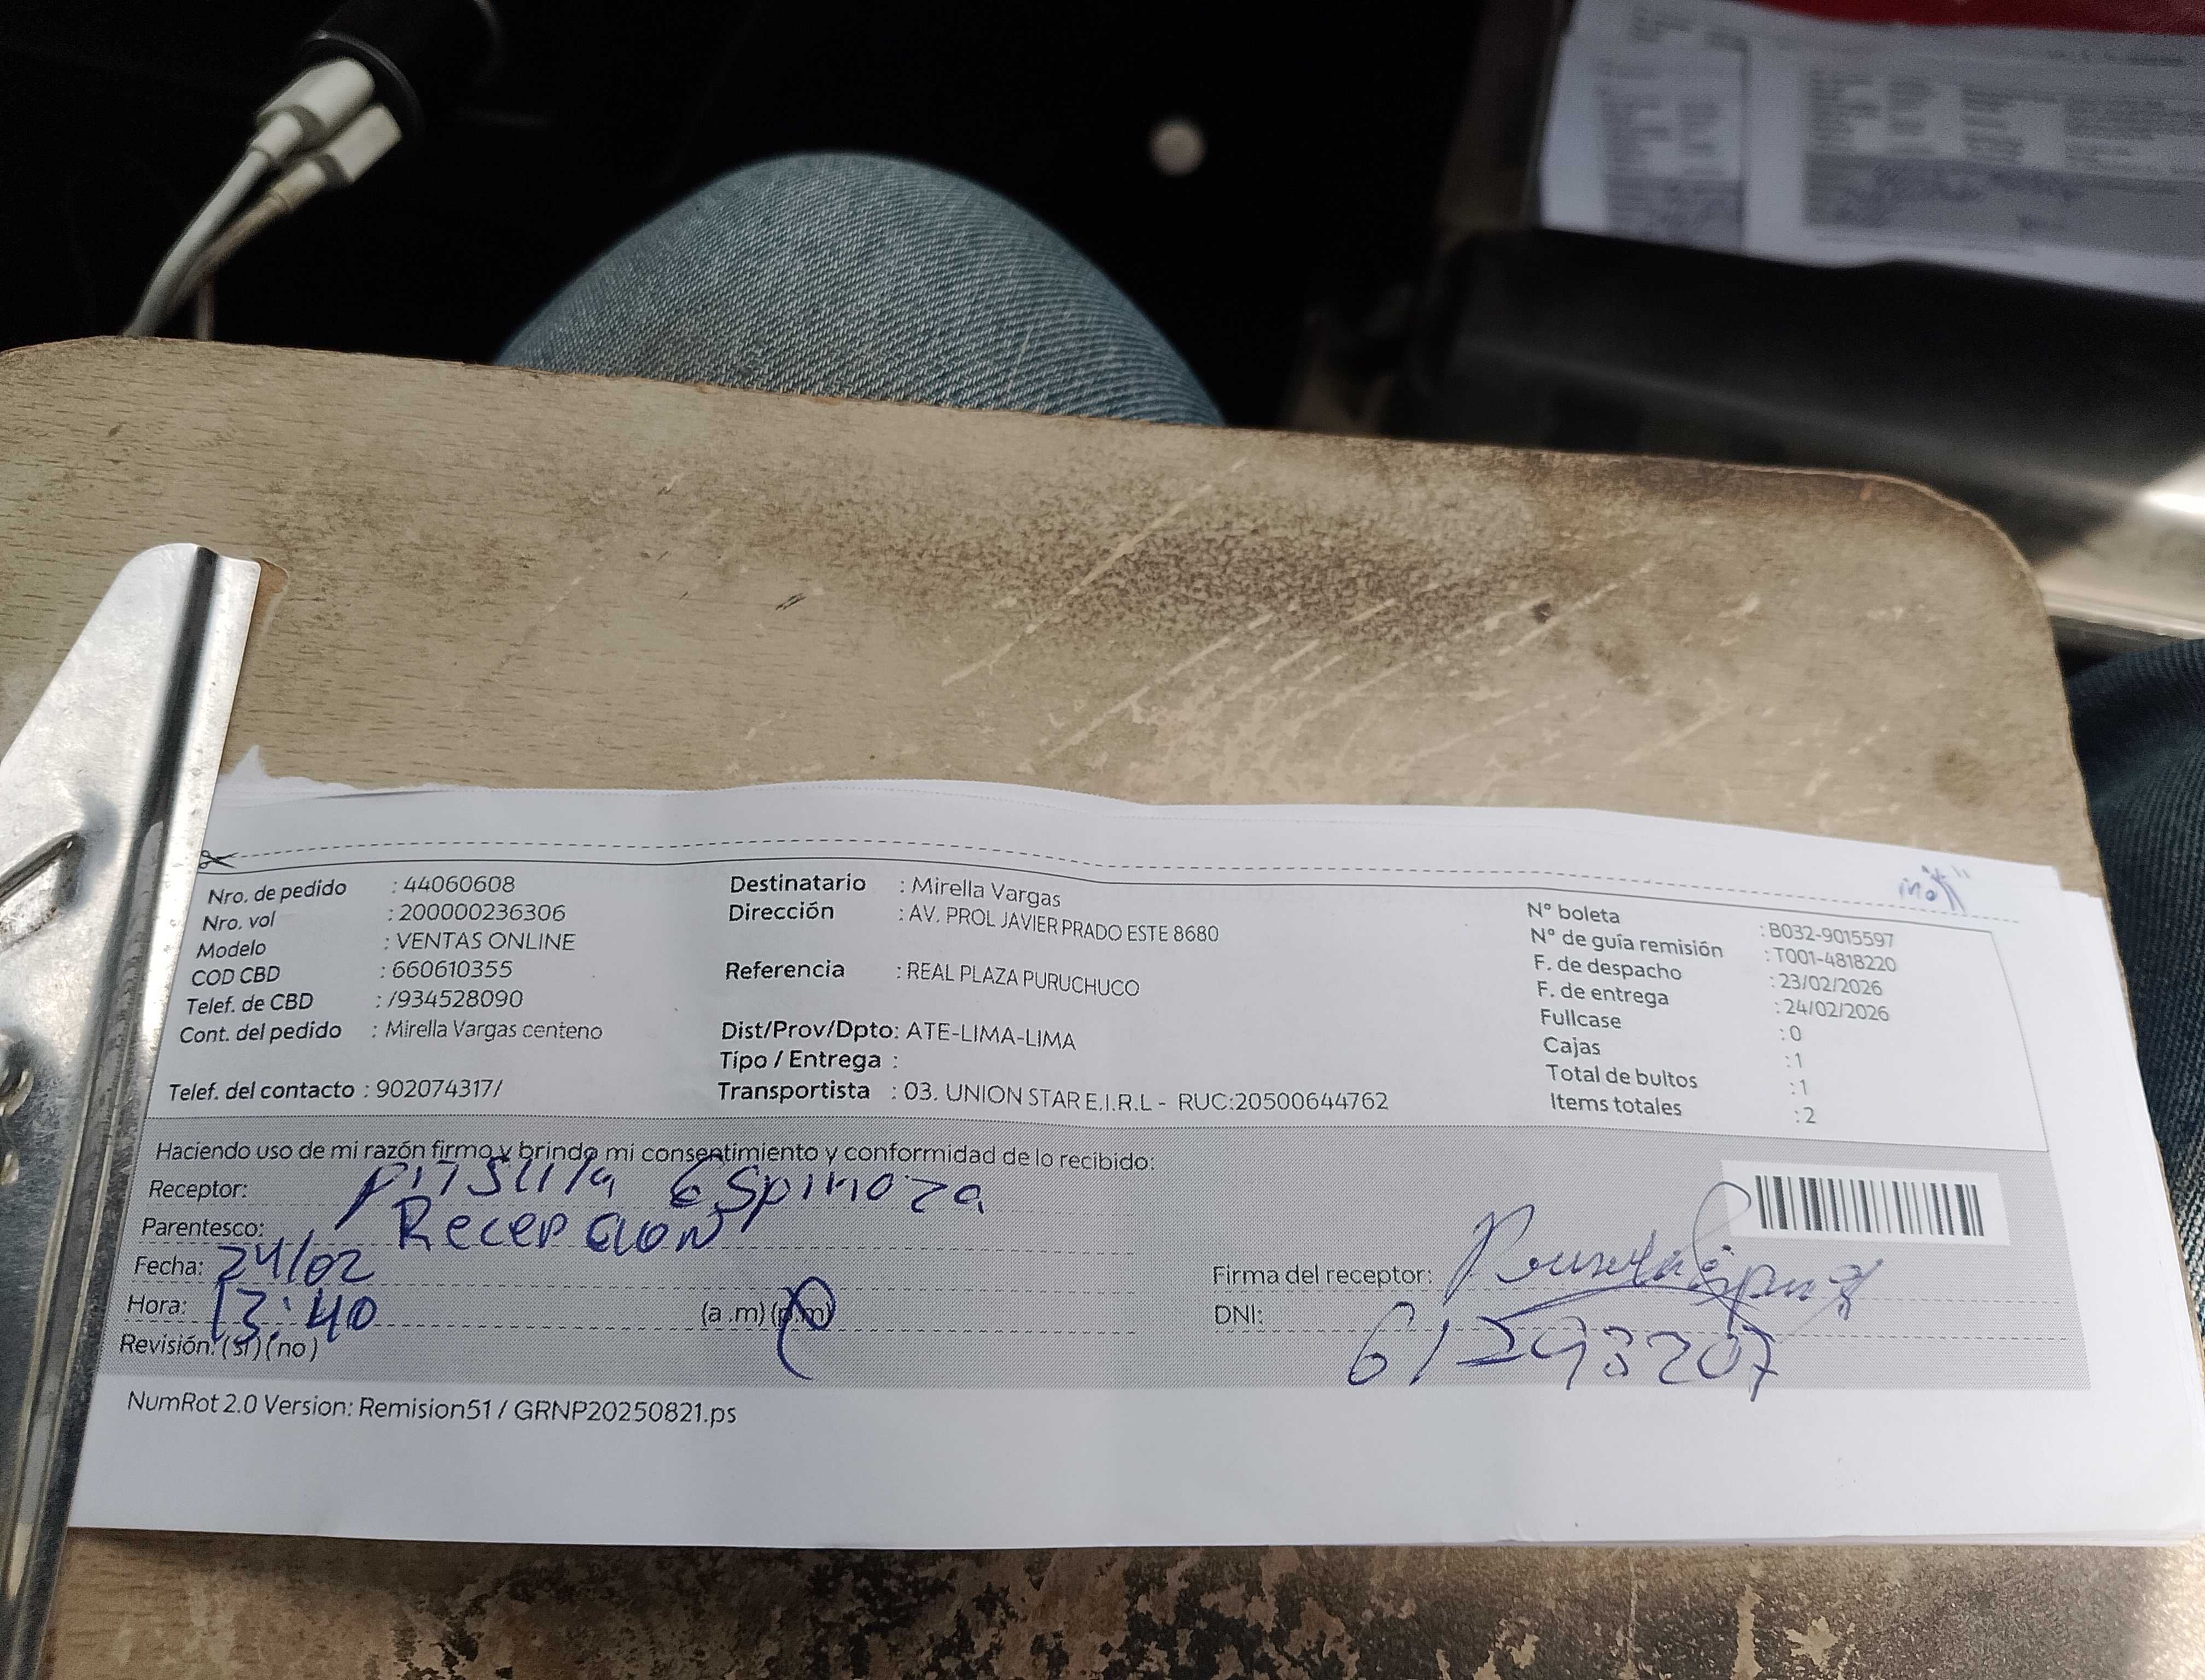 Nro. de pedido : 44060608
Nro. vol : 200000236306
Modelo : VENTAS ONLINE
COD CBD : 660610355
Telef. de CBD : /934528090
Cont. del pedido : Mirella Vargas centeno
Telef. del contacto : 902074317/
Destinatario : Mirella Vargas
Dirección : AV. PROL JAVIER PRADO ESTE 8680
Referencia : REAL PLAZA PURUCHUCO
Dist/Prov/Dpto: ATE-LIMA-LIMA
Tipo / Entrega :
Transportista : 03. UNION STAR E.I.R.L - RUC:20500644762
N° boleta : B032-9015597
N° de guía remisión : T001-4818220
F. de despacho : 23/02/2026
F. de entrega : 24/02/2026
Fullcase : 0
Cajas : 1
Total de bultos : 1
Items totales : 2
Haciendo uso de mi razón firmo y brindo mi consentimiento y conformidad de lo recibido:
Receptor: Espinoza
Parentesco: Recepcion
Fecha: 24/02
Hora: 13:40 (a.m) (p.m)
Revisión: (si) (no)
Firma del receptor:
DNI: 61293207
NumRot 2.0 Version: Remision51 / GRNP20250821.ps